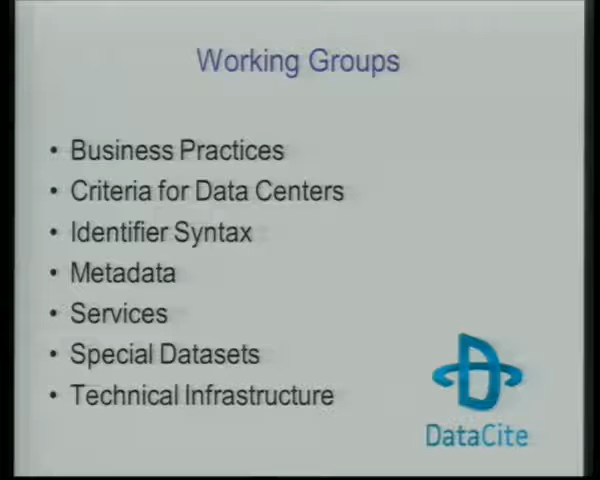 Working Groups
• Business Practices
• Criteria for Data Centers
• Identifier Syntax
• Metadata
• Services
• Special Datasets
• Technical Infrastructure
DataCite